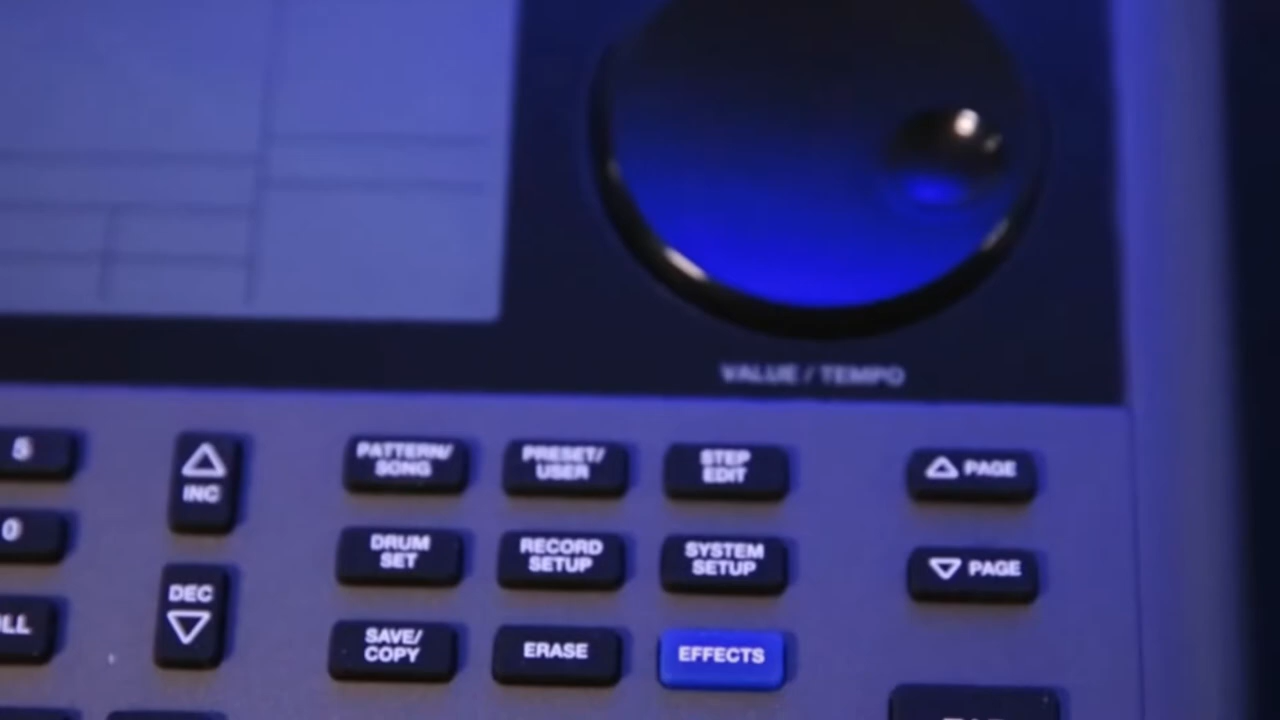 VALUE / TEMPO
5
INC
PATTERN/
SONG
PRESET/
USER
STEP
EDIT
PAGE
0
DEC
DRUM
SET
RECORD
SETUP
SYSTEM
SETUP
PAGE
SAVE/
COPY
ERASE
EFFECTS